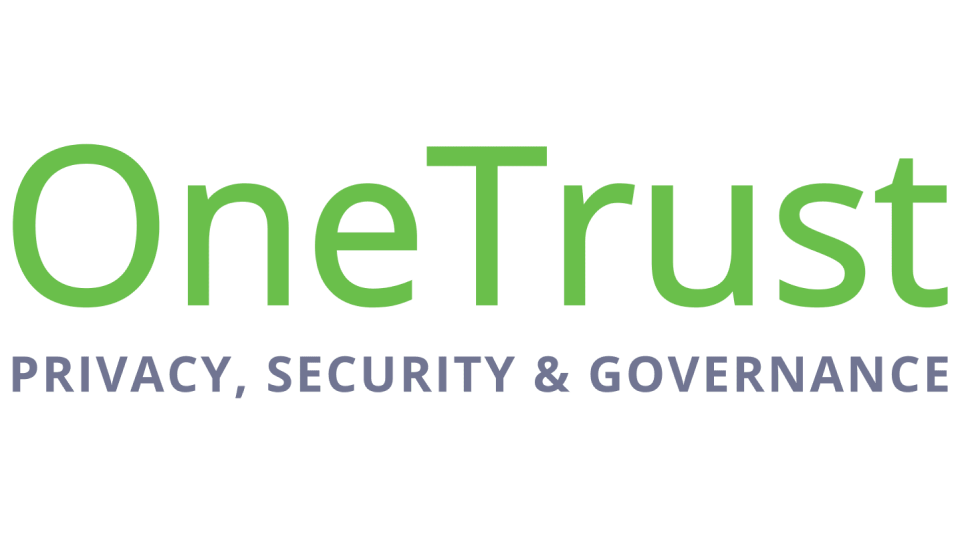 OneTrust
PRIVACY, SECURITY & GOVERNANCE